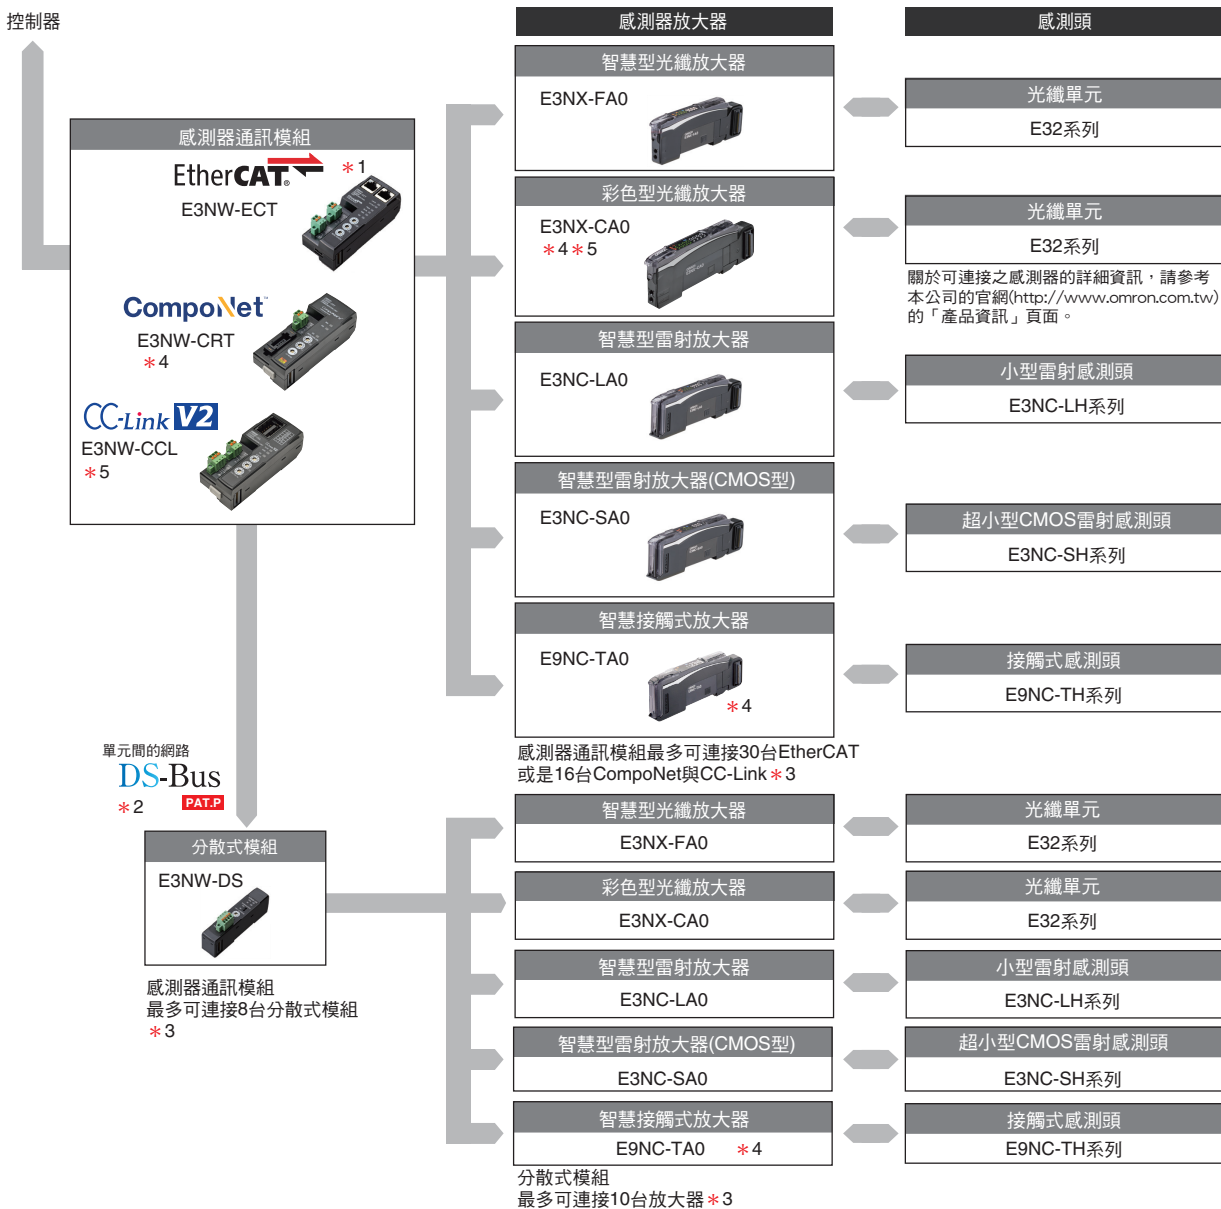 控制器
感測器放大器
感測頭
感測器通訊模組
EtherCAT®
*1
E3NW-ECT
CompoNet™
E3NW-CRT
*4
CC-Link V2
E3NW-CCL
*5
智慧型光纖放大器
E3NX-FA0
光纖單元
E32系列
彩色型光纖放大器
E3NX-CA0
*4*5
光纖單元
E32系列
關於可連接之感測器的詳細資訊，請參考
本公司的官網(http://www.omron.com.tw)
的「產品資訊」頁面。
智慧型雷射放大器
E3NC-LA0
小型雷射感測頭
E3NC-LH系列
智慧型雷射放大器(CMOS型)
E3NC-SA0
超小型CMOS雷射感測頭
E3NC-SH系列
智慧接觸式放大器
E9NC-TA0
*4
接觸式感測頭
E9NC-TH系列
感測器通訊模組最多可連接30台EtherCAT
或是16台CompoNet與CC-Link*3
單元間的網路
DS-Bus
*2
PAT.P
分散式模組
E3NW-DS
感測器通訊模組
最多可連接8台分散式模組
*3
智慧型光纖放大器
E3NX-FA0
光纖單元
E32系列
彩色型光纖放大器
E3NX-CA0
光纖單元
E32系列
智慧型雷射放大器
E3NC-LA0
小型雷射感測頭
E3NC-LH系列
智慧型雷射放大器(CMOS型)
E3NC-SA0
超小型CMOS雷射感測頭
E3NC-SH系列
智慧接觸式放大器
E9NC-TA0 *4
接觸式感測頭
E9NC-TH系列
分散式模組
最多可連接10台放大器*3